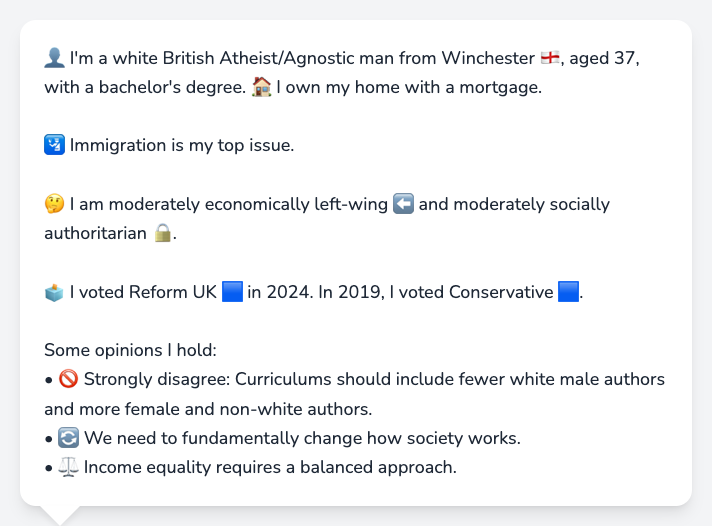 👤 I'm a white British Atheist/Agnostic man from Winchester 🏴󠁧󠁢󠁥󠁮󠁧󠁿, aged 37,
with a bachelor's degree. 🏠 I own my home with a mortgage.
🛂 Immigration is my top issue.
🤔 I am moderately economically left-wing ⬅️ and moderately socially
authoritarian 🔒.
🗳️ I voted Reform UK 🟦 in 2024. In 2019, I voted Conservative 🟦.
Some opinions I hold:
• 🚫 Strongly disagree: Curriculums should include fewer white male authors
and more female and non-white authors.
• 🔄 We need to fundamentally change how society works.
• ⚖️ Income equality requires a balanced approach.